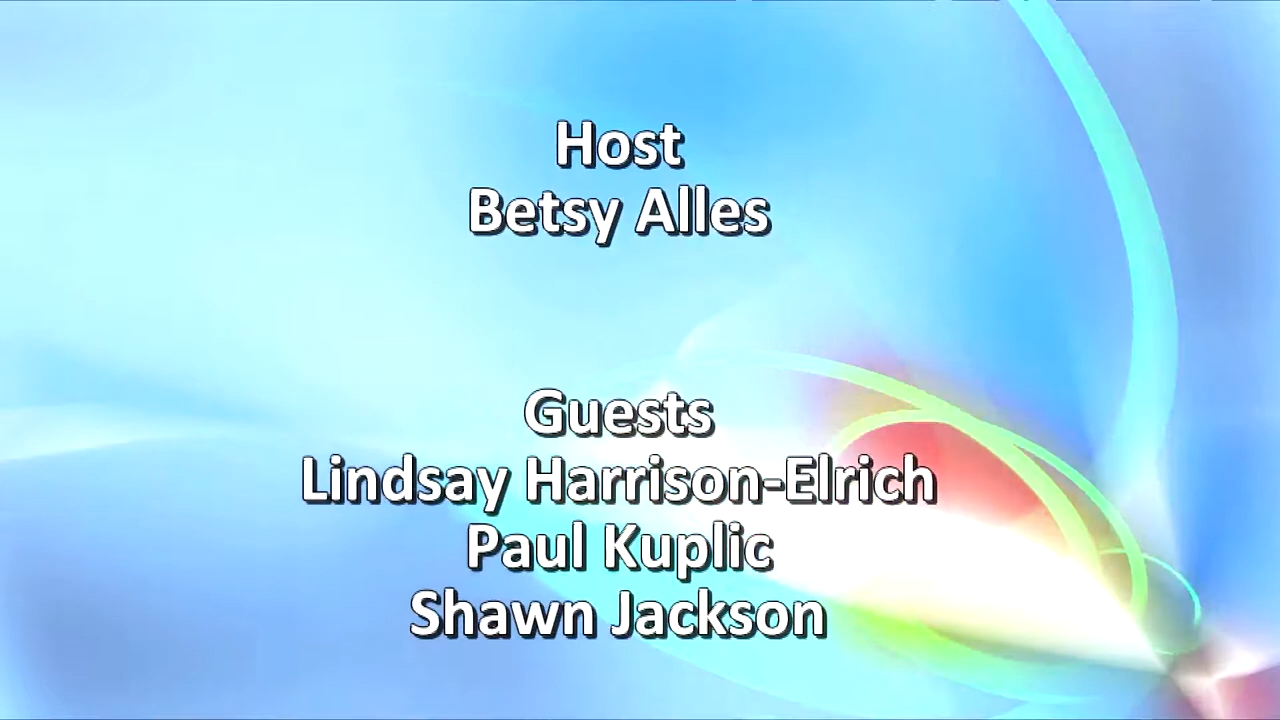 Host
Betsy Alles
Guests
Lindsay Harrison-Elrich
Paul Kuplic
Shawn Jackson